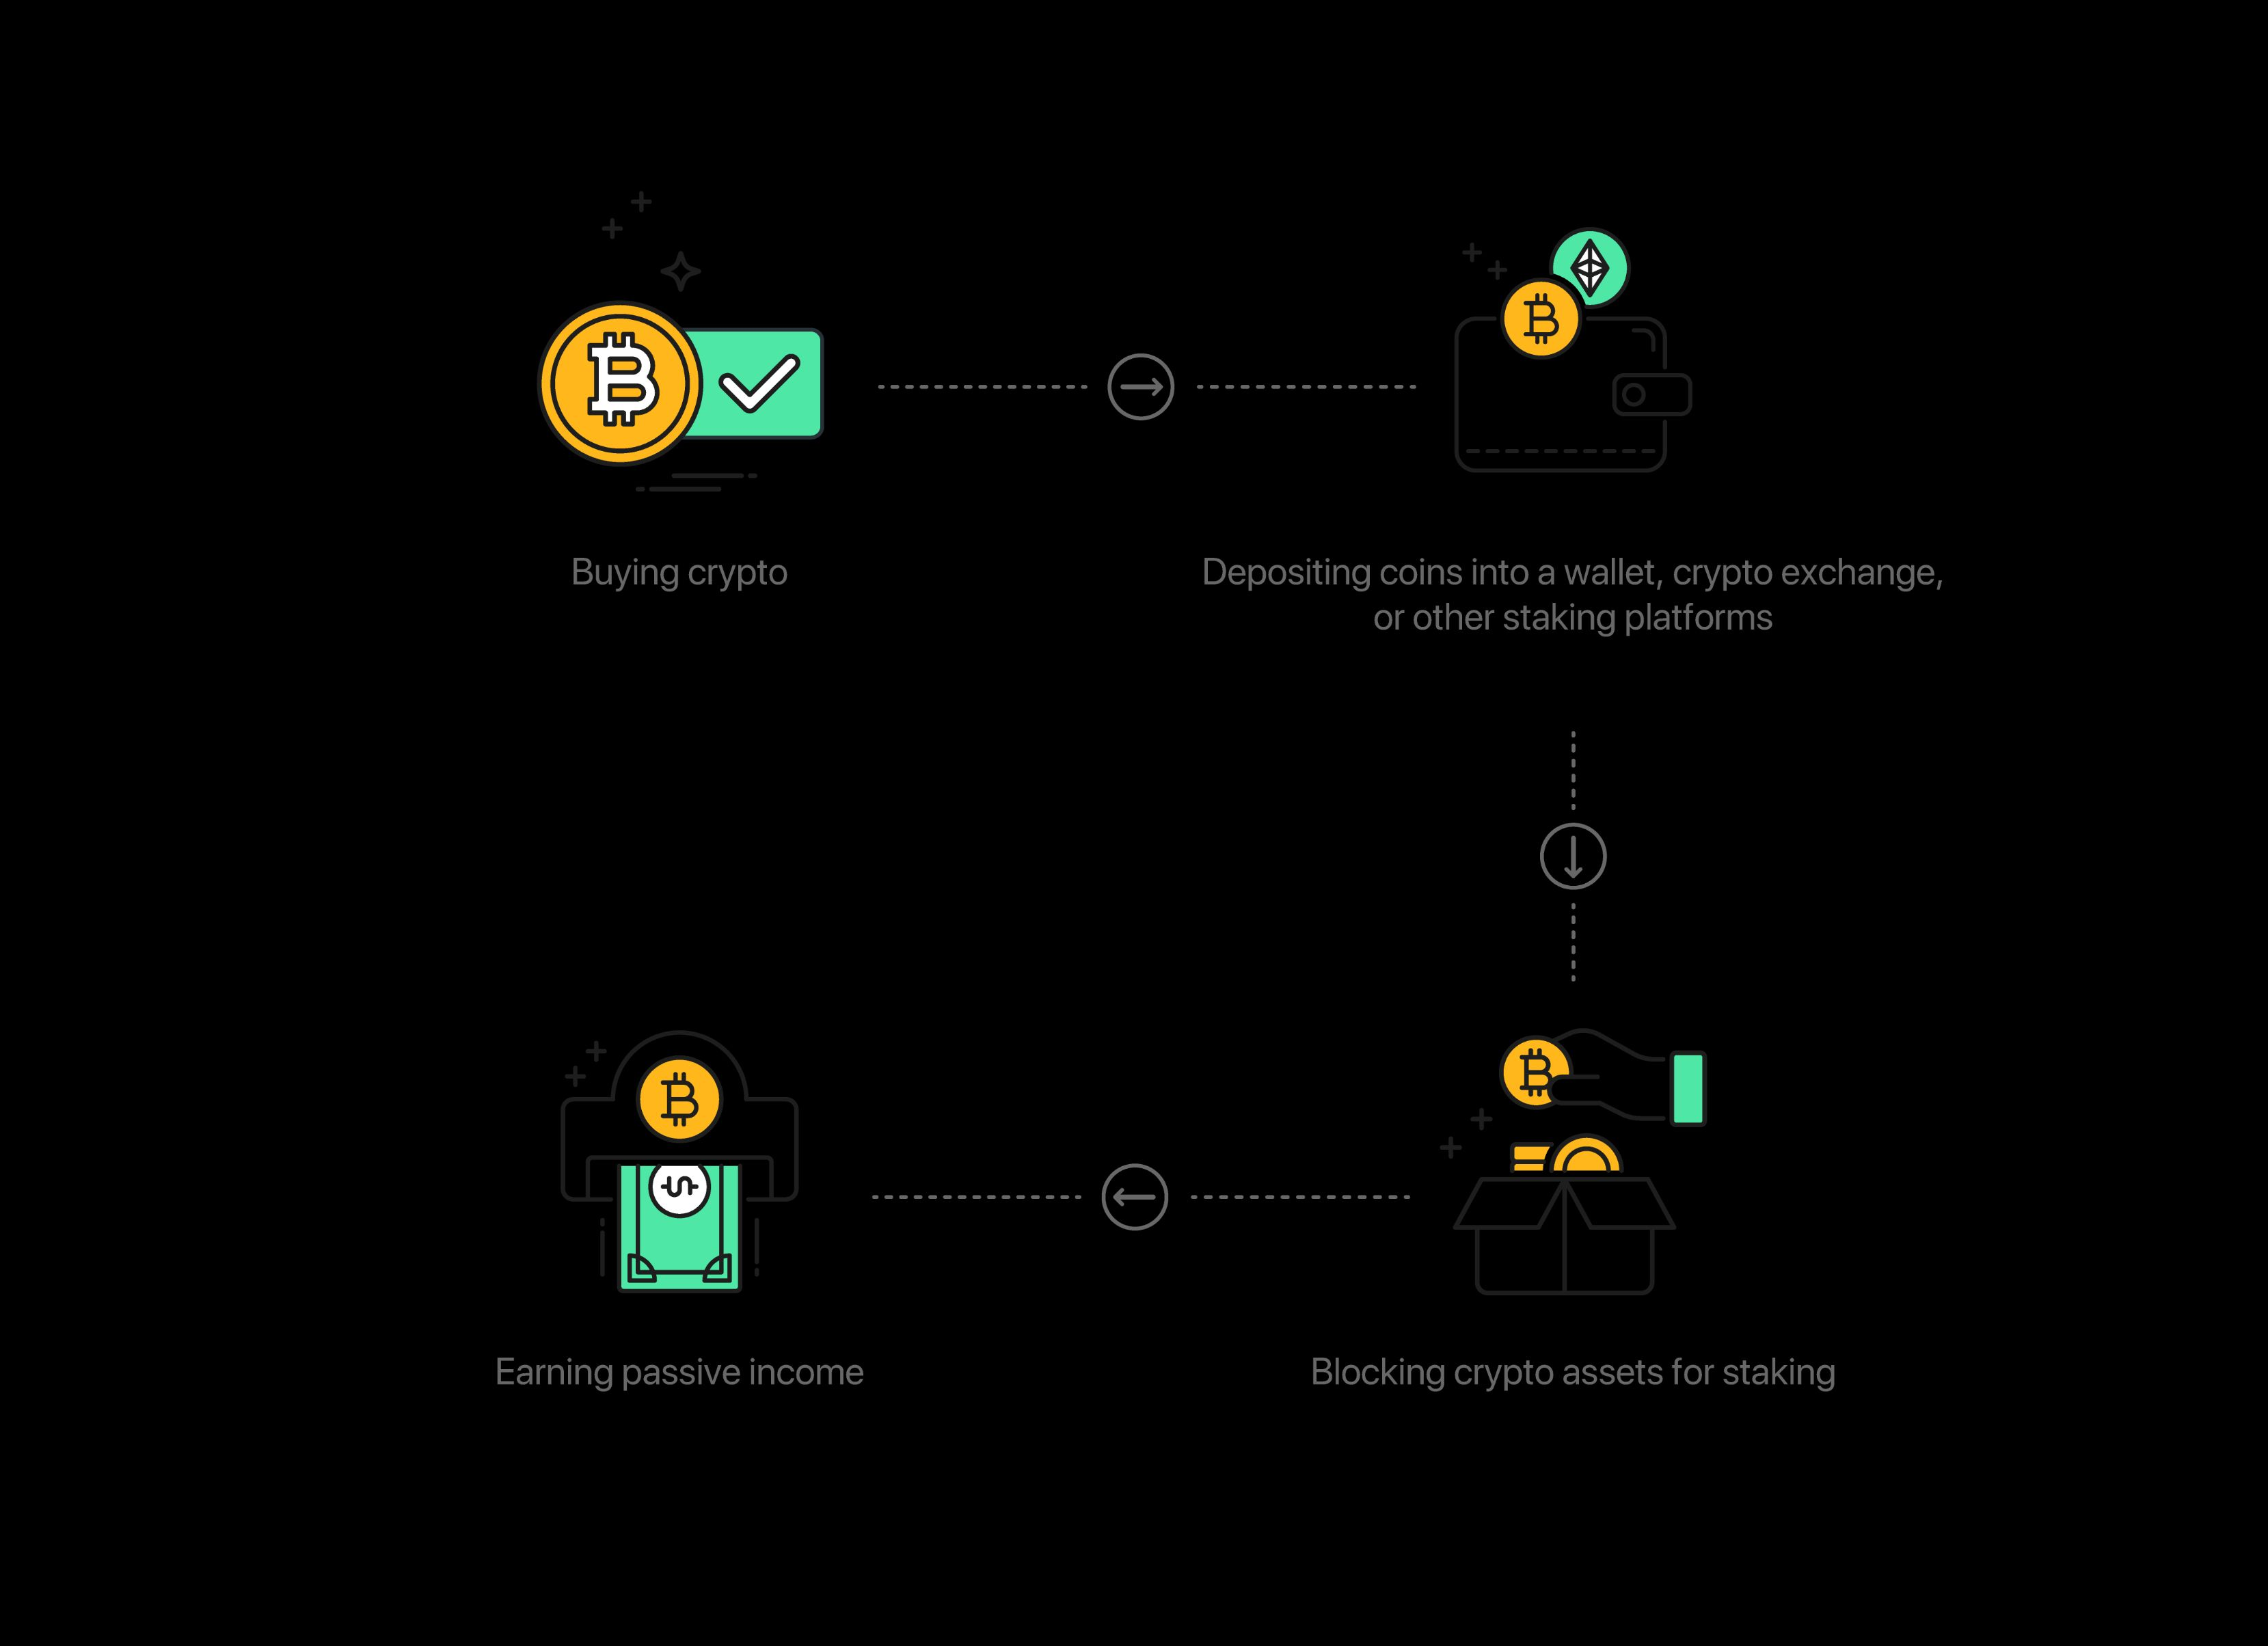 Buying crypto
Depositing coins into a wallet, crypto exchange,
or other staking platforms
Earning passive income
Blocking crypto assets for staking